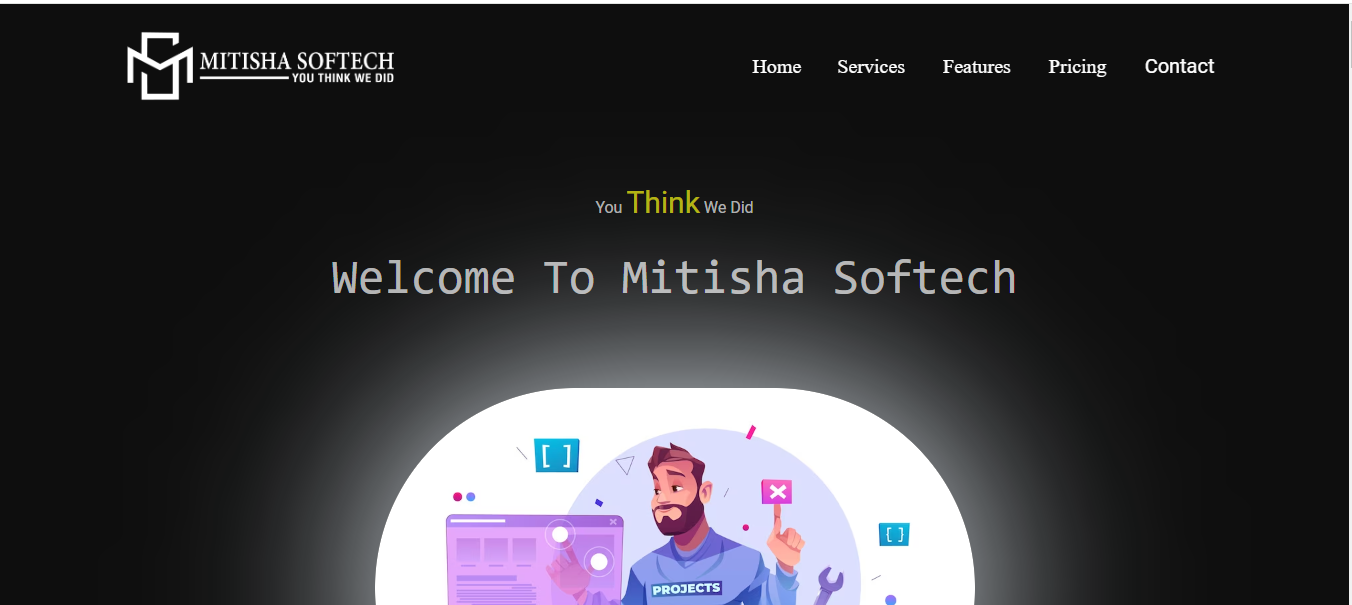 MITISHA SOFTECH
YOU THINK WE DID
Home Services Features Pricing Contact
You Think We Did
Welcome To Mitisha Softech
[ ]
[ ]
PROJECTS